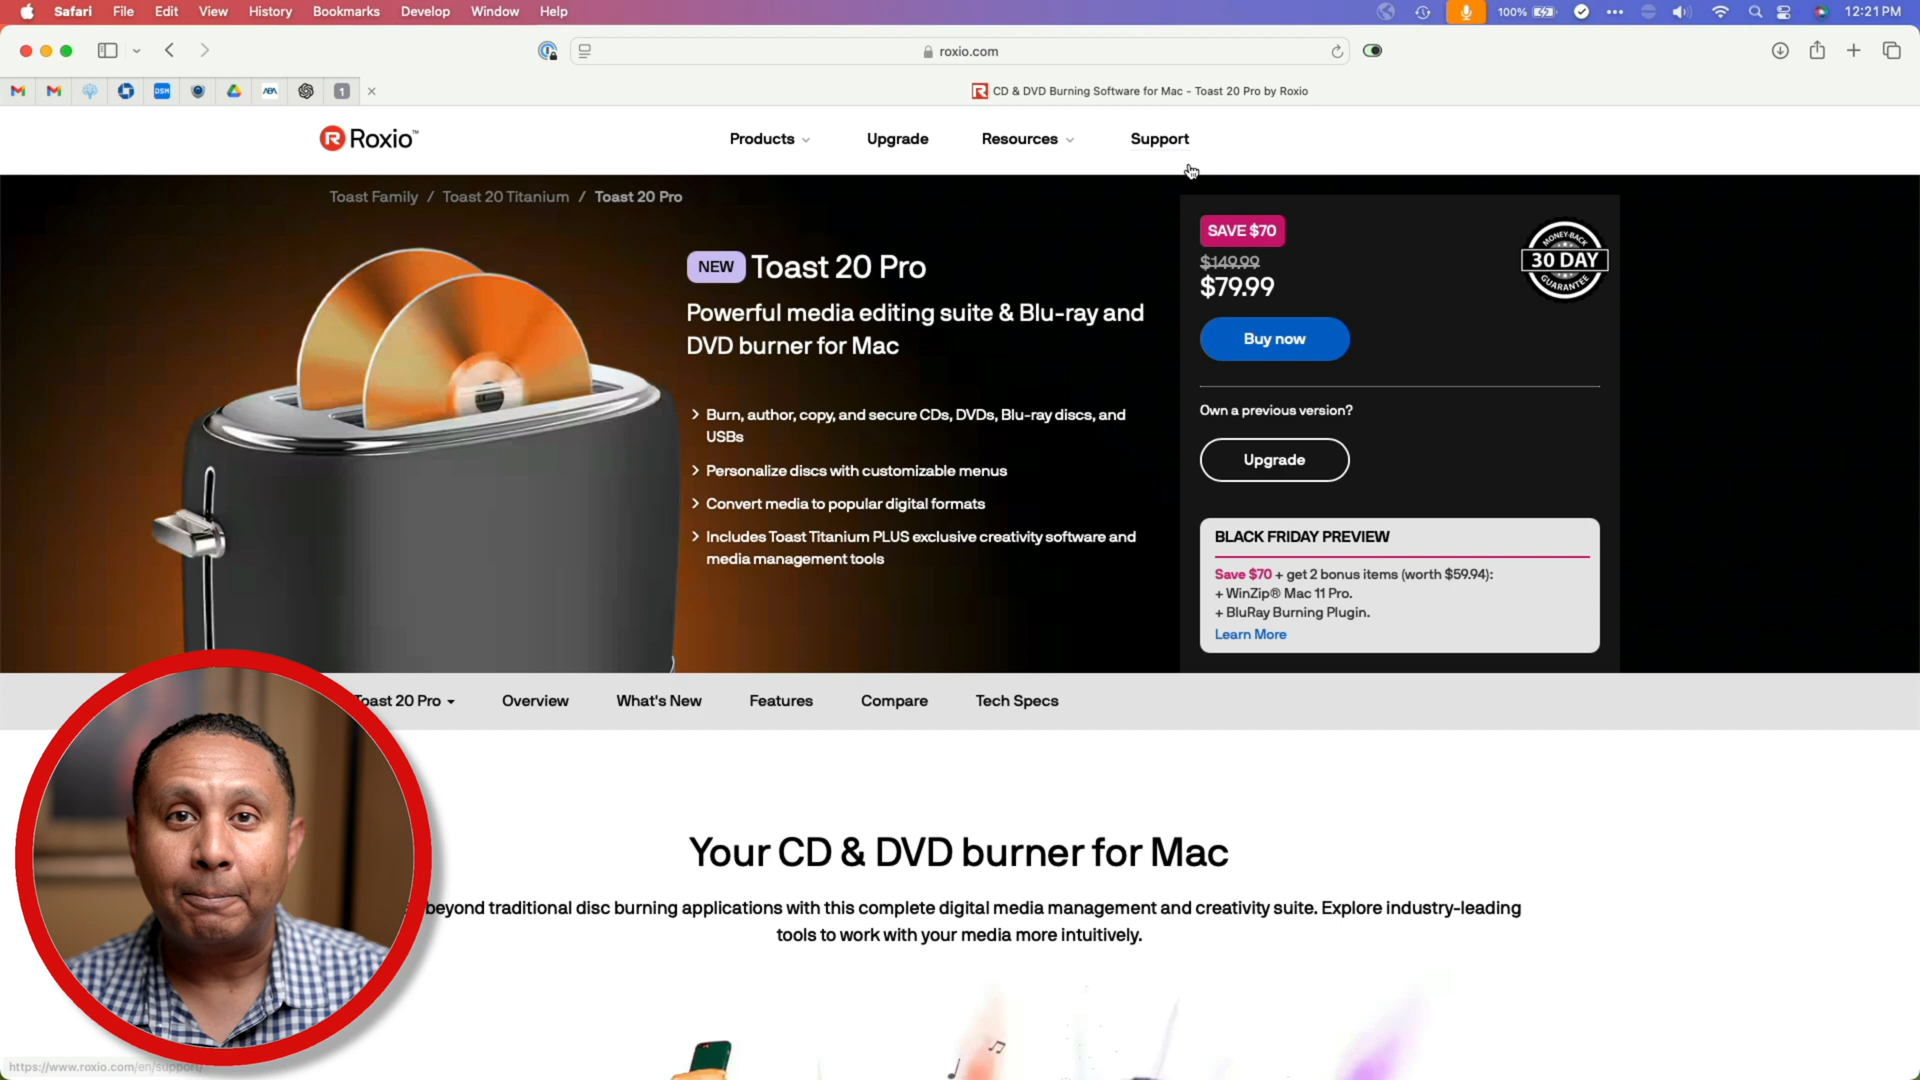 Safari File Edit View History Bookmarks Develop Window Help 100% 12:21 PM
roxio.com
DSM ABA 1 CD & DVD Burning Software for Mac - Toast 20 Pro by Roxio
Roxio™ Products Upgrade Resources Support
Toast Family / Toast 20 Titanium / Toast 20 Pro
NEW Toast 20 Pro
Powerful media editing suite & Blu-ray and
DVD burner for Mac
Burn, author, copy, and secure CDs, DVDs, Blu-ray discs, and
USBs
Personalize discs with customizable menus
Convert media to popular digital formats
Includes Toast Titanium PLUS exclusive creativity software and
media management tools
SAVE $70
$149.99
$79.99
MONEY-BACK
30 DAY
GUARANTEE
Buy now
Own a previous version?
Upgrade
BLACK FRIDAY PREVIEW
Save $70 + get 2 bonus items (worth $59.94):
+ WinZip® Mac 11 Pro.
+ BluRay Burning Plugin.
Learn More
Toast 20 Pro Overview What's New Features Compare Tech Specs
Your CD & DVD burner for Mac
beyond traditional disc burning applications with this complete digital media management and creativity suite. Explore industry-leading
tools to work with your media more intuitively.
https://www.roxio.com/en/support/